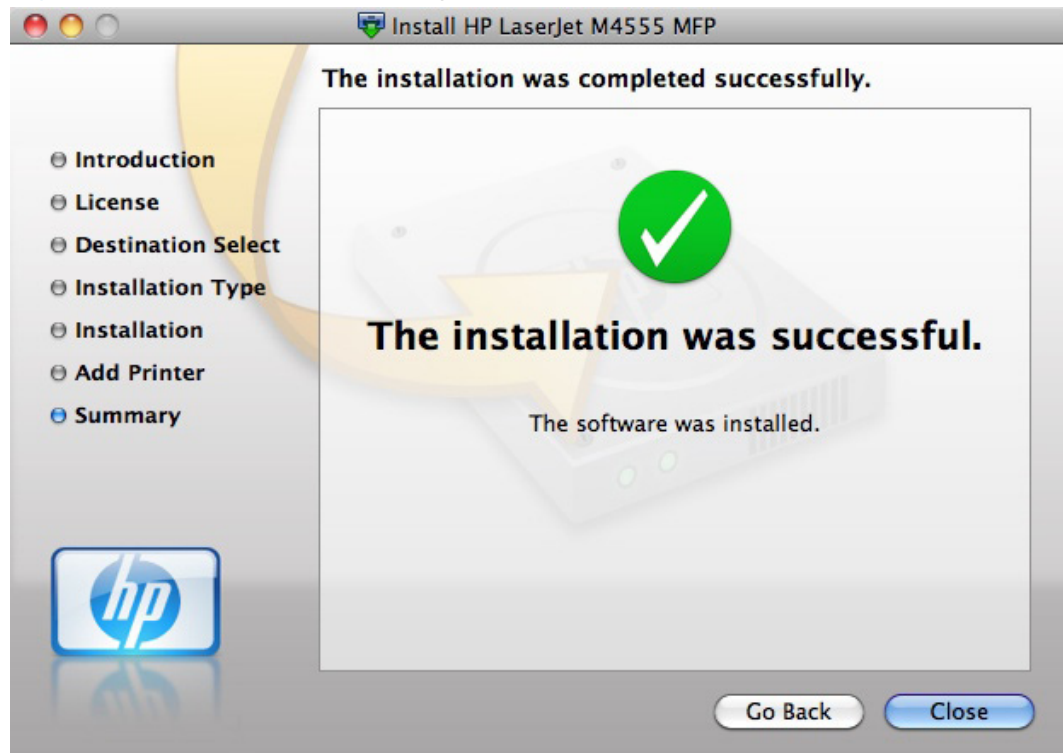 Install HP LaserJet M4555 MFP
The installation was completed successfully.
Introduction
License
Destination Select
Installation Type
Installation
Add Printer
Summary
The installation was successful.
The software was installed.
hp
Go Back
Close